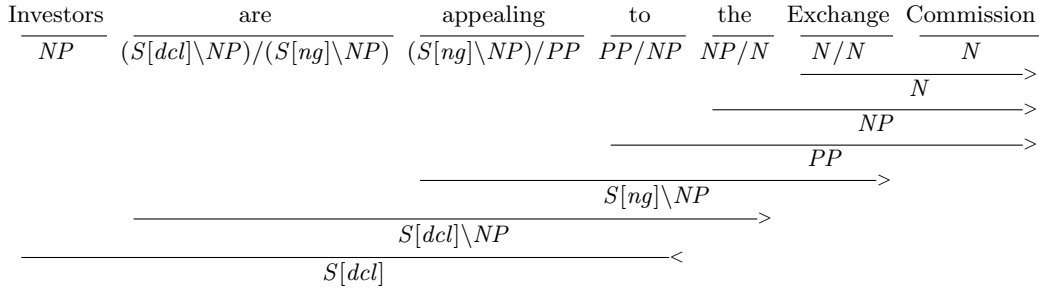 Investors are appealing to the Exchange Commission
NP (S[dcl]\NP)/(S[ng]\NP) (S[ng]\NP)/PP PP/NP NP/N N/N N
>
N
>
NP
>
PP
>
S[ng]\NP
>
S[dcl]\NP
<
S[dcl]